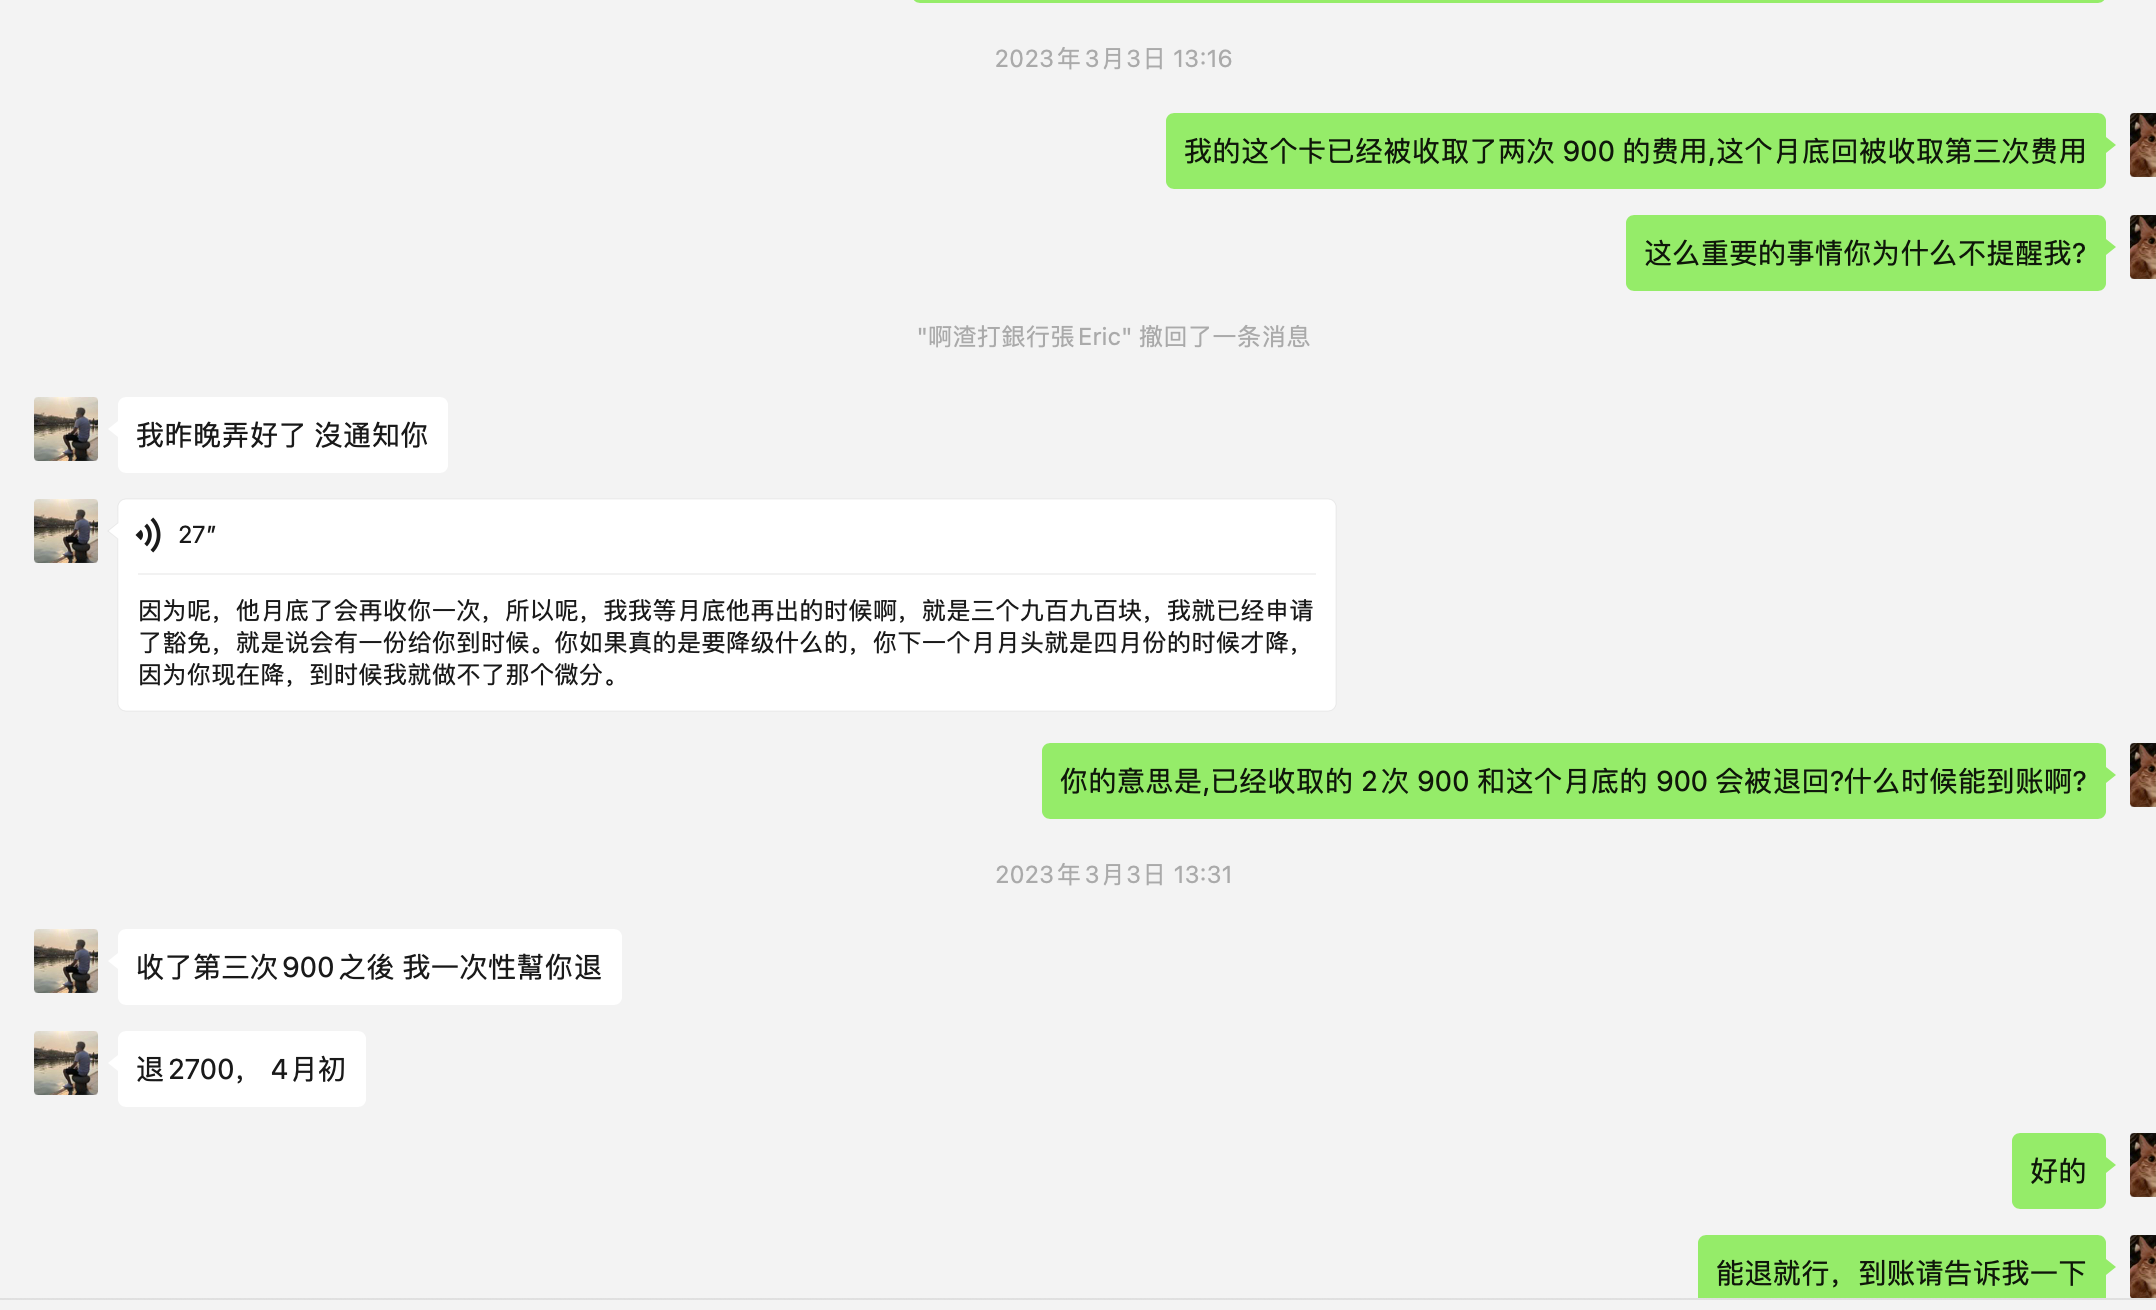 2023年3月3日 13:16
我的这个卡已经被收取了两次 900 的费用,这个月底回被收取第三次费用
这么重要的事情你为什么不提醒我?
"啊渣打銀行張Eric" 撤回了一条消息
我昨晚弄好了 沒通知你
27"
因为呢，他月底了会再收你一次，所以呢，我我等月底他再出的时候啊，就是三个九百九百块，我就已经申请
了豁免，就是说会有一份给你到时候。你如果真的是要降级什么的，你下一个月月头就是四月份的时候才降，
因为你现在降，到时候我就做不了那个微分。
你的意思是,已经收取的 2次 900 和这个月底的 900 会被退回?什么时候能到账啊?
2023年3月3日 13:31
收了第三次900之後 我一次性幫你退
退2700， 4月初
好的
能退就行，到账请告诉我一下